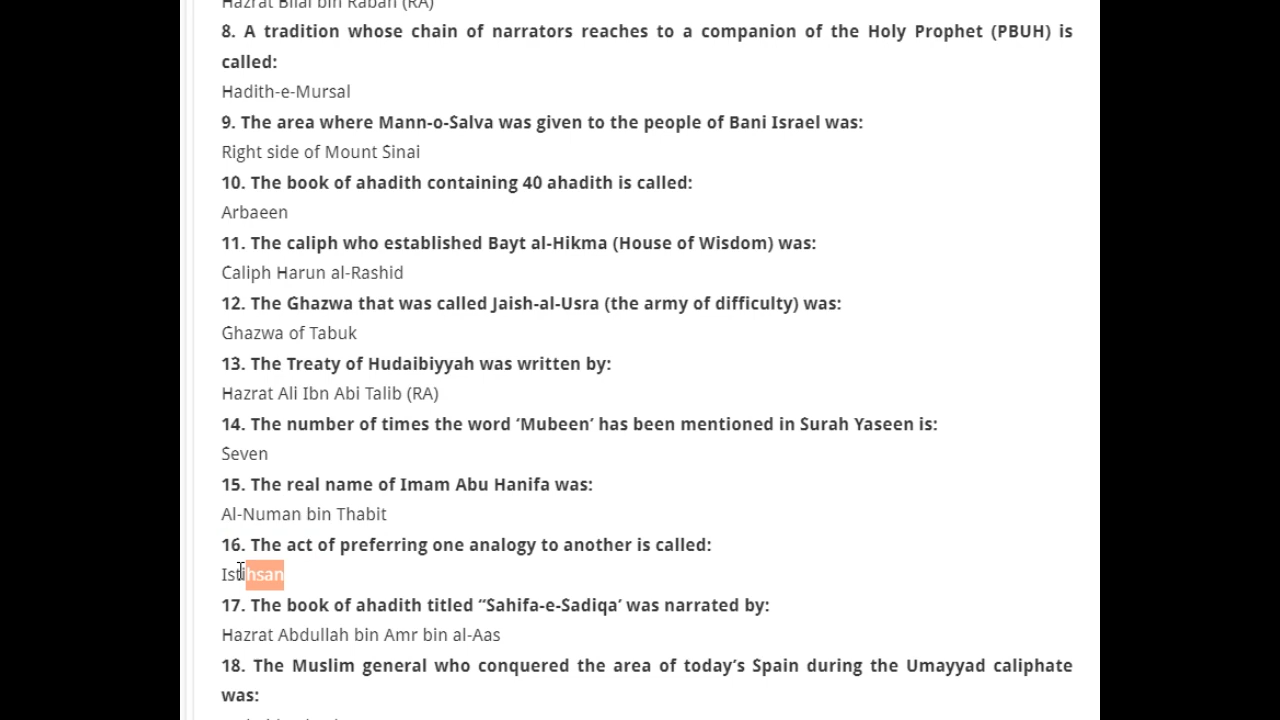 Hazrat Bilal bin Rabah (RA)
8. A tradition whose chain of narrators reaches to a companion of the Holy Prophet (PBUH) is
called:
Hadith-e-Mursal
9. The area where Mann-o-Salva was given to the people of Bani Israel was:
Right side of Mount Sinai
10. The book of ahadith containing 40 ahadith is called:
Arbaeen
11. The caliph who established Bayt al-Hikma (House of Wisdom) was:
Caliph Harun al-Rashid
12. The Ghazwa that was called Jaish-al-Usra (the army of difficulty) was:
Ghazwa of Tabuk
13. The Treaty of Hudaibiyyah was written by:
Hazrat Ali Ibn Abi Talib (RA)
14. The number of times the word ‘Mubeen’ has been mentioned in Surah Yaseen is:
Seven
15. The real name of Imam Abu Hanifa was:
Al-Numan bin Thabit
16. The act of preferring one analogy to another is called:
Istihsan
17. The book of ahadith titled “Sahifa-e-Sadiqa’ was narrated by:
Hazrat Abdullah bin Amr bin al-Aas
18. The Muslim general who conquered the area of today’s Spain during the Umayyad caliphate
was: